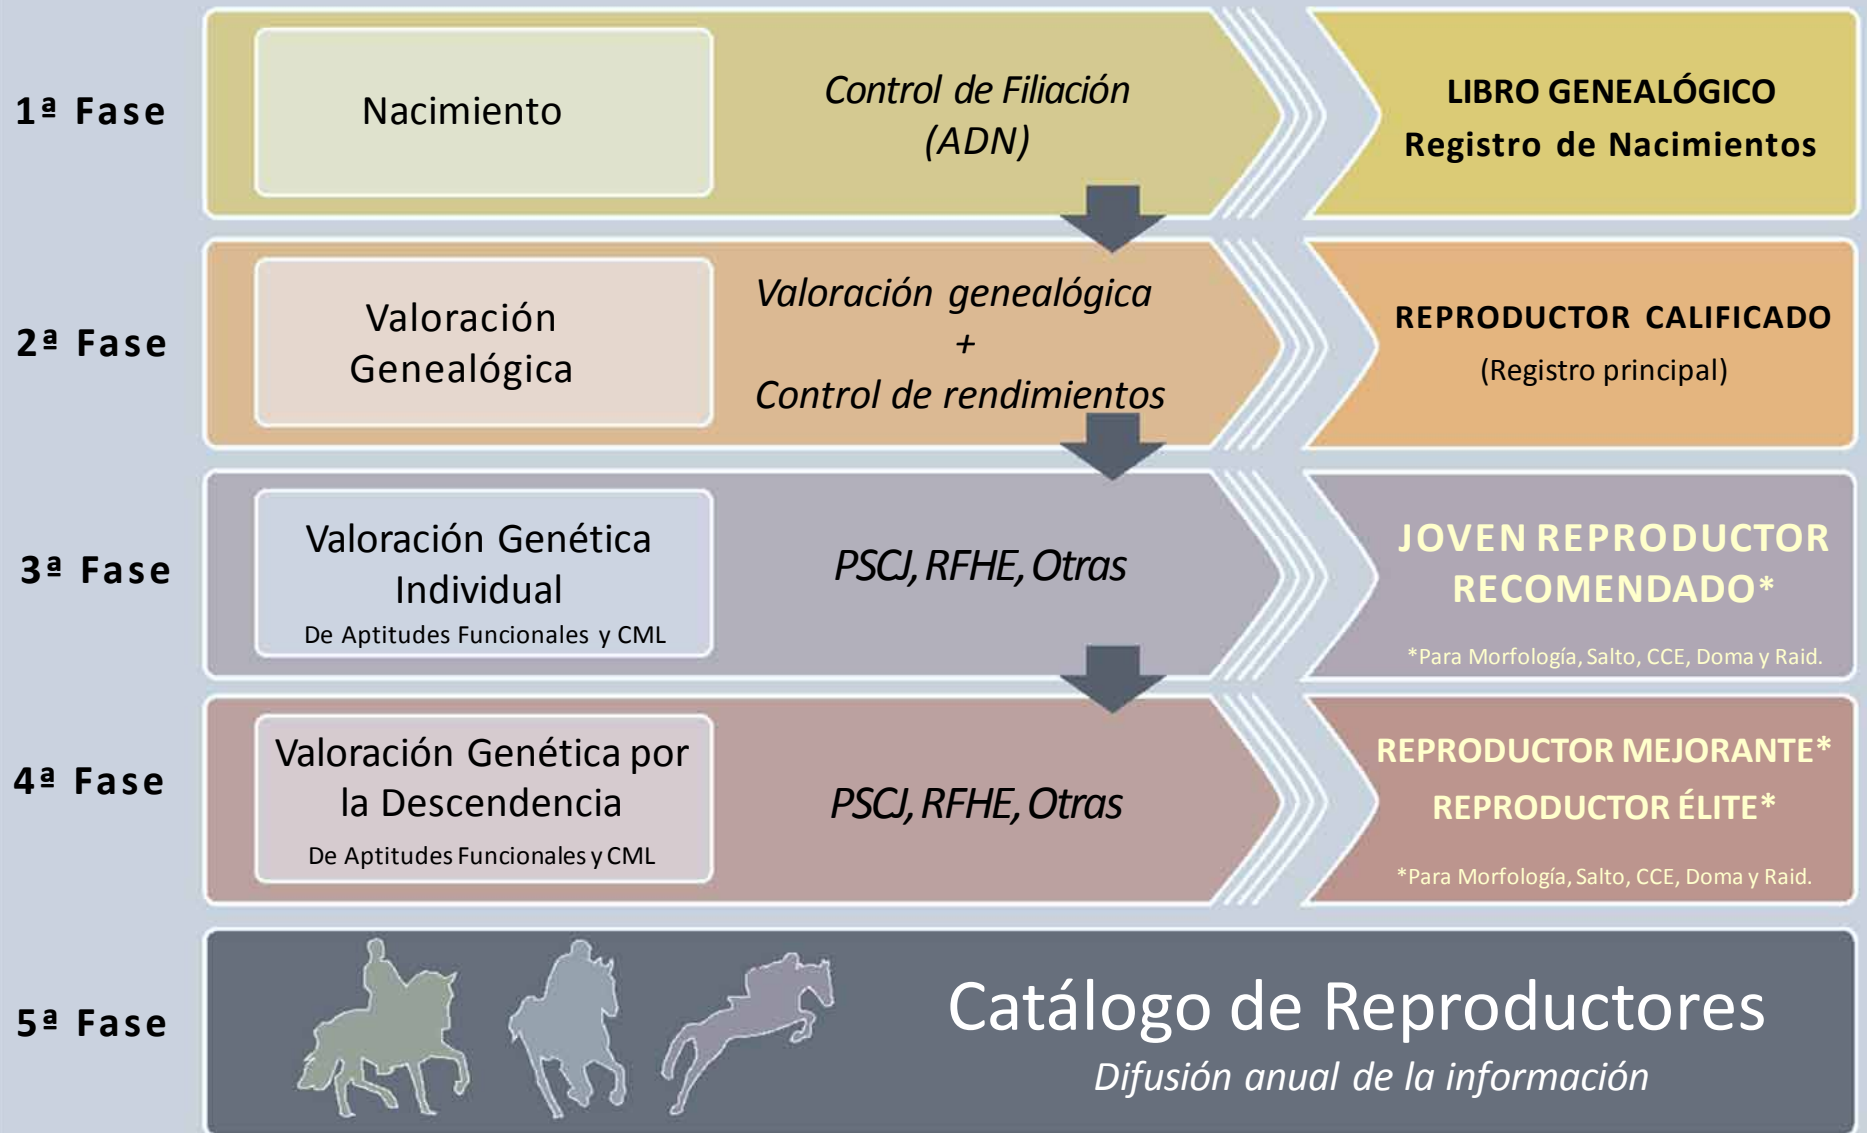 1ª Fase
Nacimiento
Control de Filiación
(ADN)
LIBRO GENEALÓGICO
Registro de Nacimientos
2ª Fase
Valoración
Genealógica
Valoración genealógica
+
Control de rendimientos
REPRODUCTOR CALIFICADO
(Registro principal)
3ª Fase
Valoración Genética
Individual
De Aptitudes Funcionales y CML
PSCJ, RFHE, Otras
JOVEN REPRODUCTOR
RECOMENDADO*
*Para Morfología, Salto, CCE, Doma y Raid.
4ª Fase
Valoración Genética por
la Descendencia
De Aptitudes Funcionales y CML
PSCJ, RFHE, Otras
REPRODUCTOR MEJORANTE*
REPRODUCTOR ÉLITE*
*Para Morfología, Salto, CCE, Doma y Raid.
5ª Fase
Catálogo de Reproductores
Difusión anual de la información